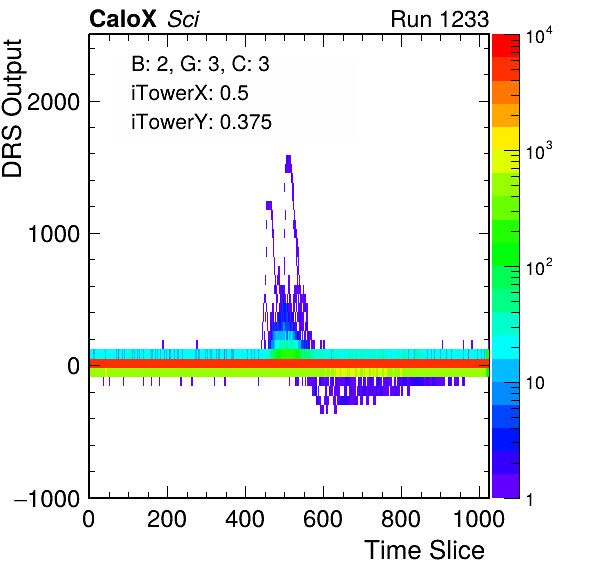 CaloX Sci Run 1233
B: 2, G: 3, C: 3
iTowerX: 0.5
iTowerY: 0.375
DRS Output
2000
1000
0
−1000
0 200 400 600 800 1000
Time Slice
10^4
10^3
10^2
10
1